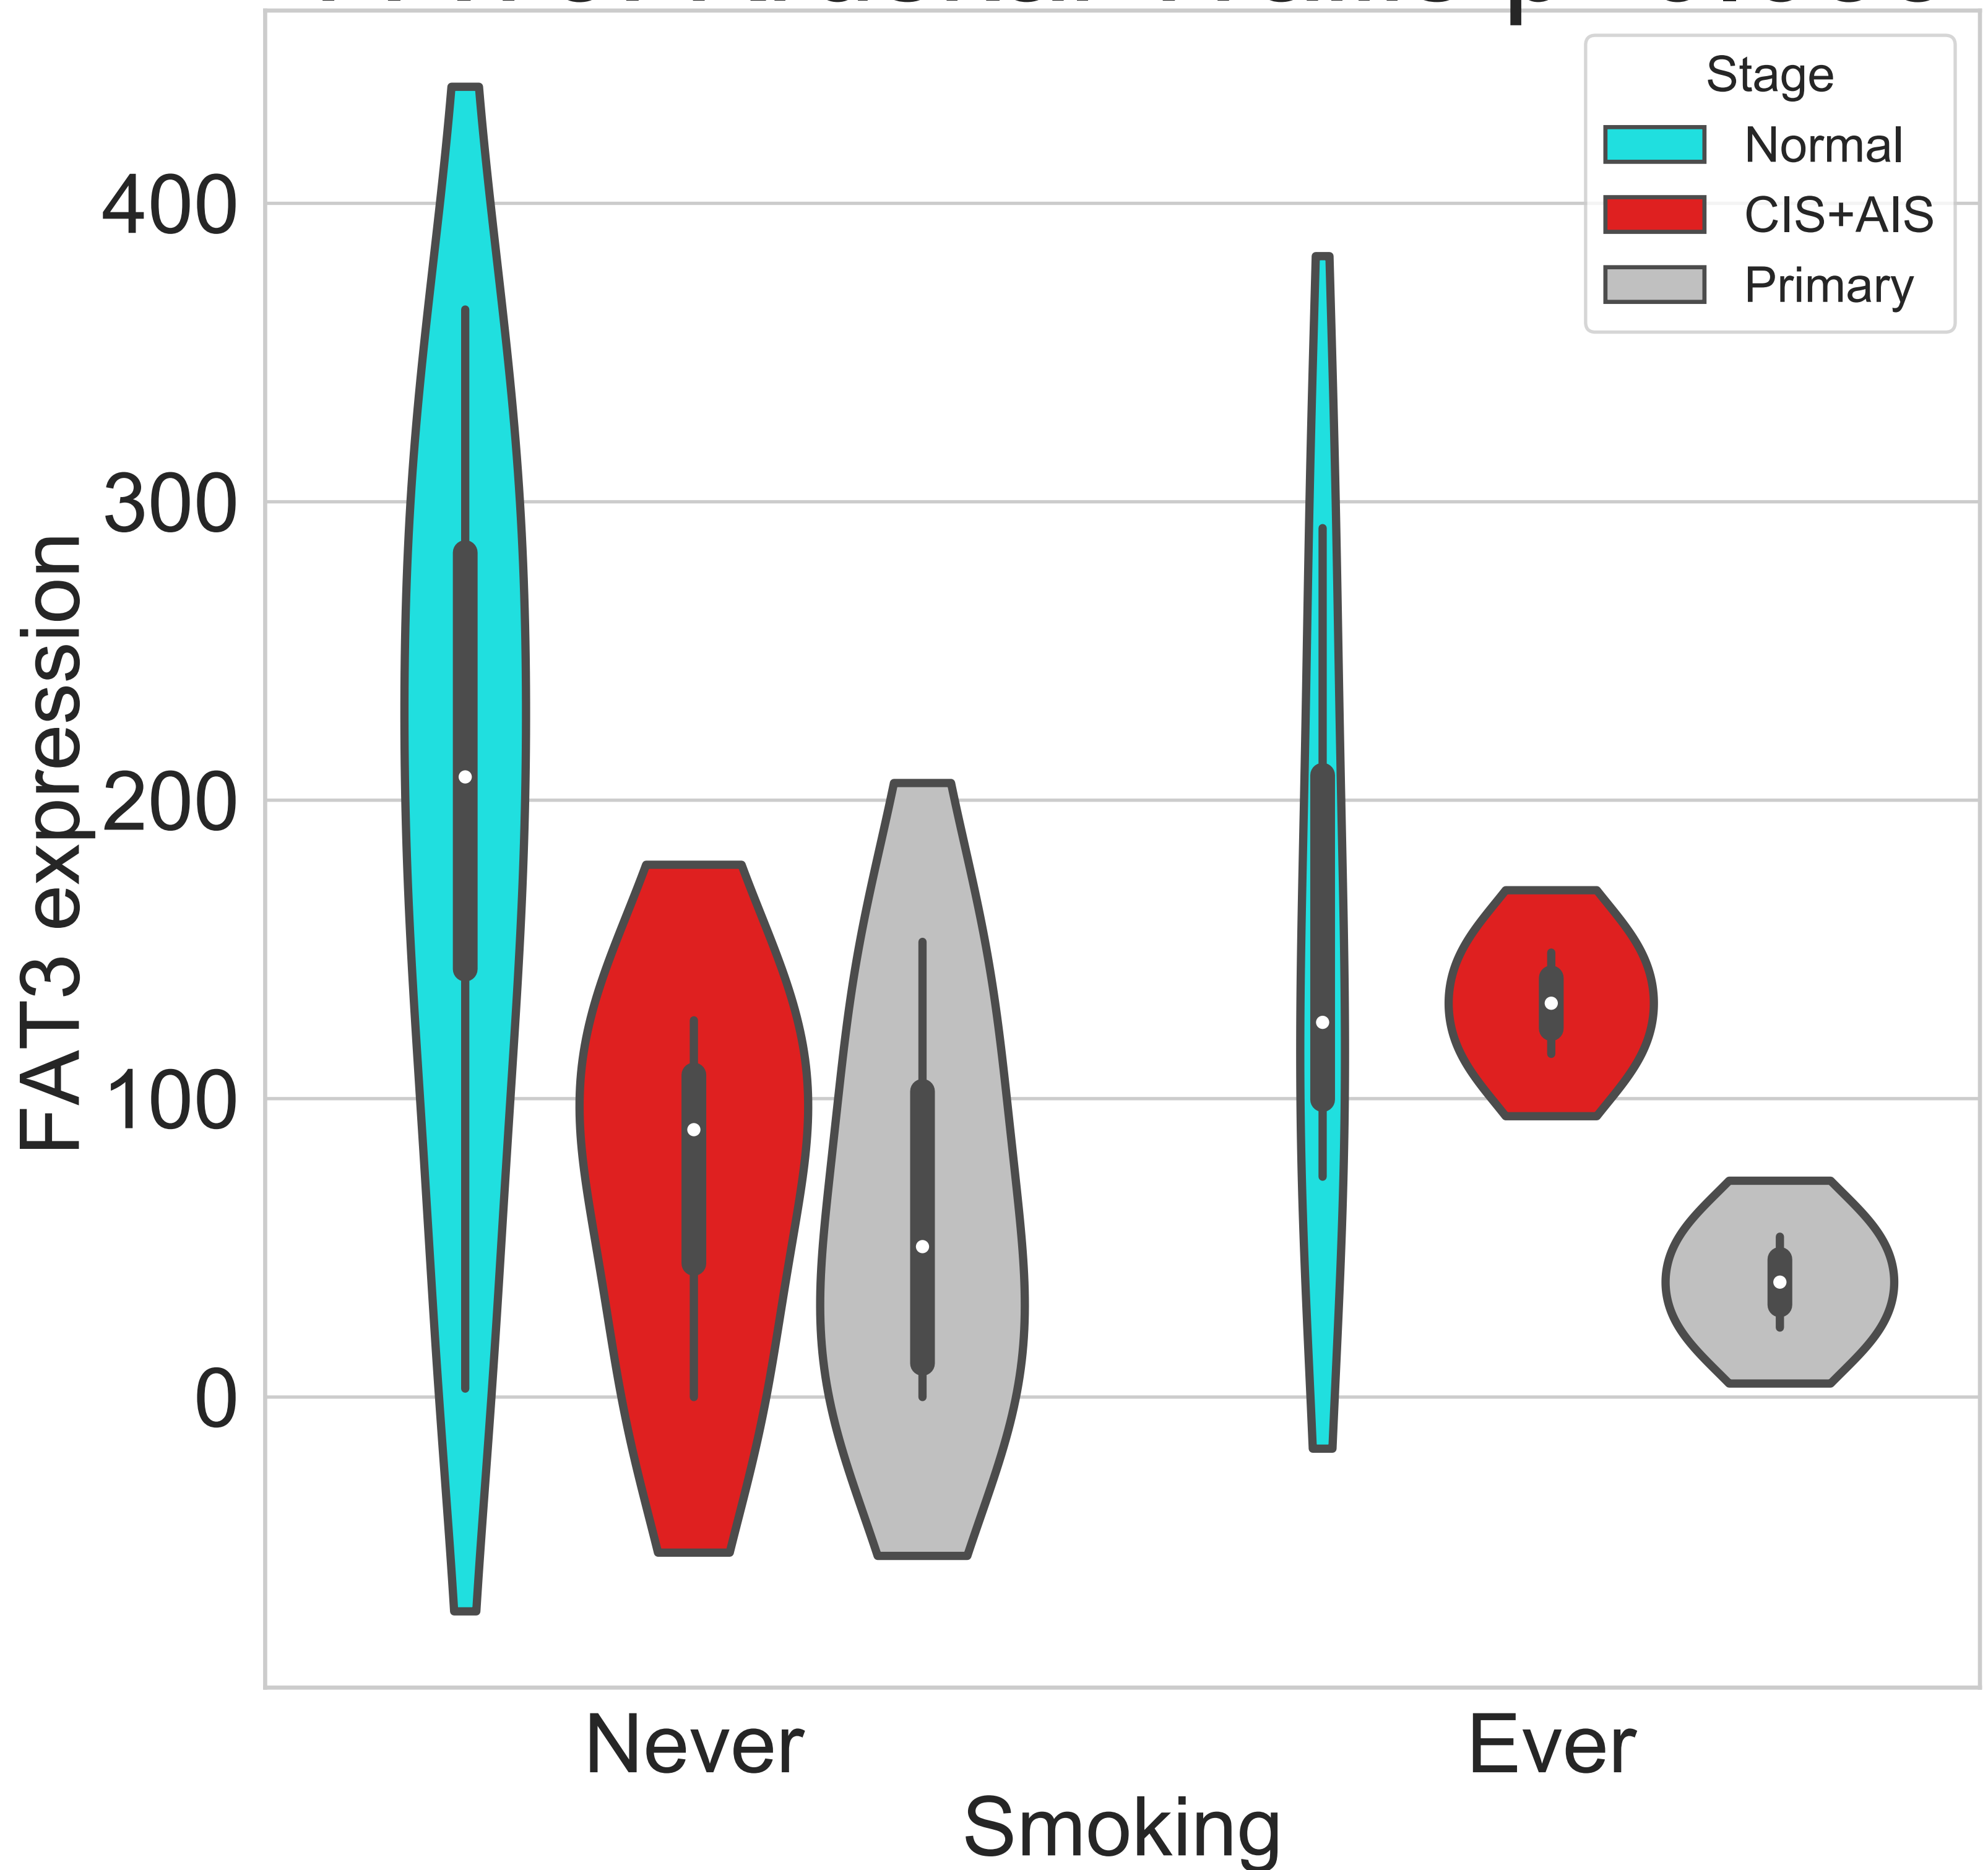 Stage
Normal
CIS+AIS
Primary
400
300
200
100
0
FAT3 expression
Never
Ever
Smoking